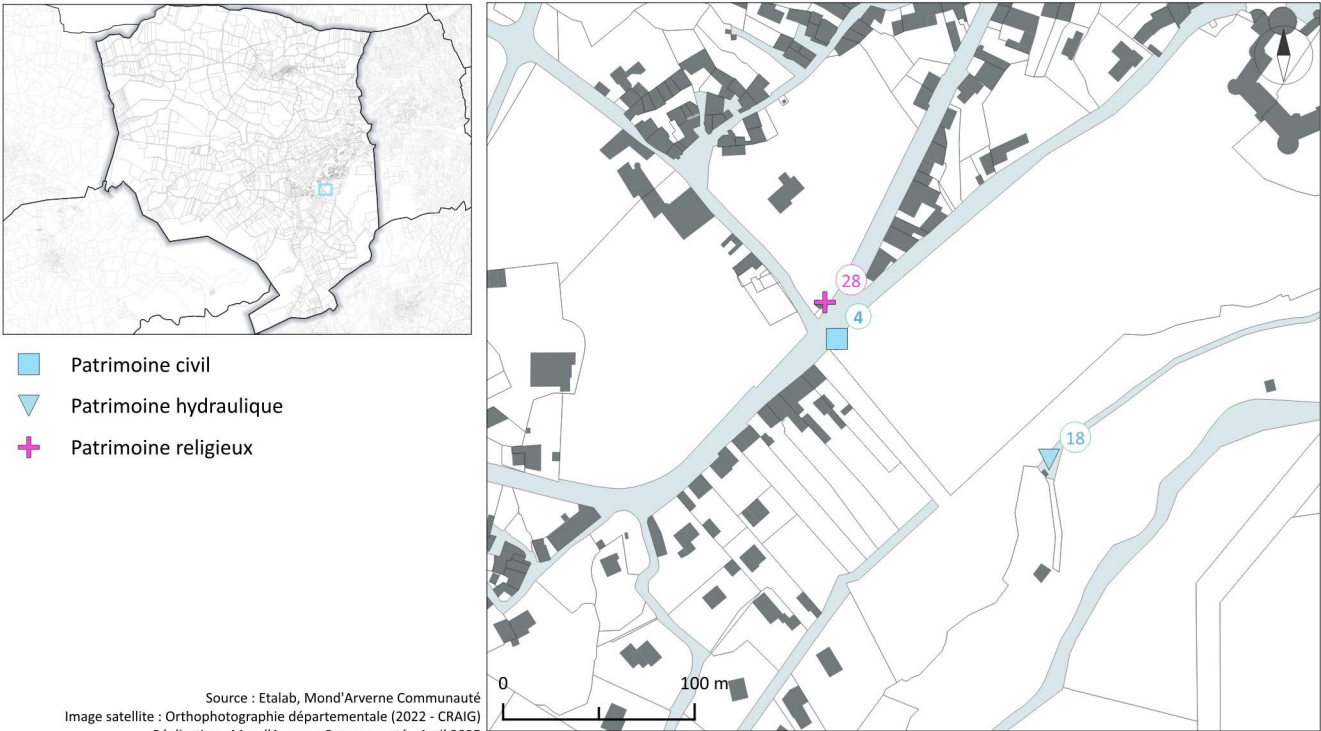 Patrimoine civil
Patrimoine hydraulique
Patrimoine religieux
Source : Etalab, Mond'Arverne Communauté
Image satellite : Orthophotographie départementale (2022 - CRAIG)
28
4
18
0 100 m